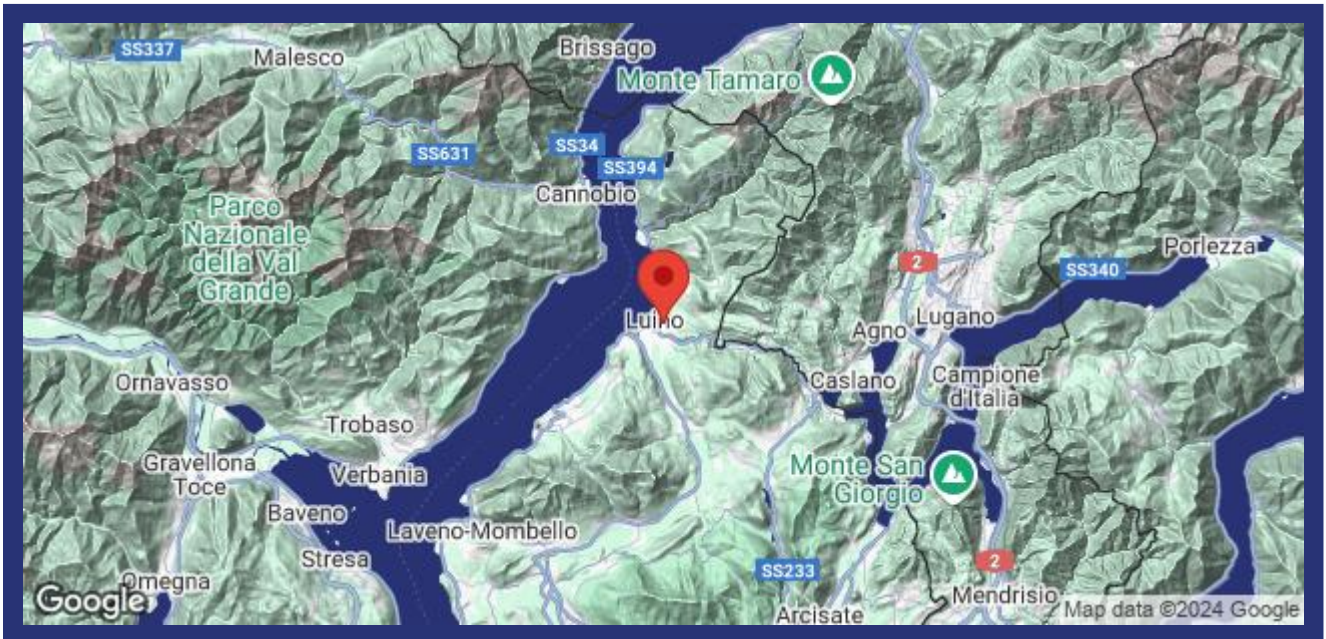 SS337
Malesco
Brissago
Monte Tamaro
SS631
SS34
SS394
Cannobio
Parco
Nazionale
della Val
Grande
2
SS340
Porlezza
Luino
Agno
Lugano
Ornavasso
Caslano
Campione
d'Italia
Trobaso
Gravellona
Toce
Verbania
Monte San
Giorgio
Baveno
Laveno-Mombello
Stresa
SS233
2
Omegna
Mendrisio
Arcisate
Google
Map data ©2024 Google